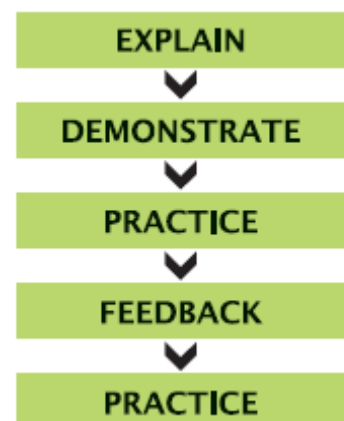 EXPLAIN
DEMONSTRATE
PRACTICE
FEEDBACK
PRACTICE